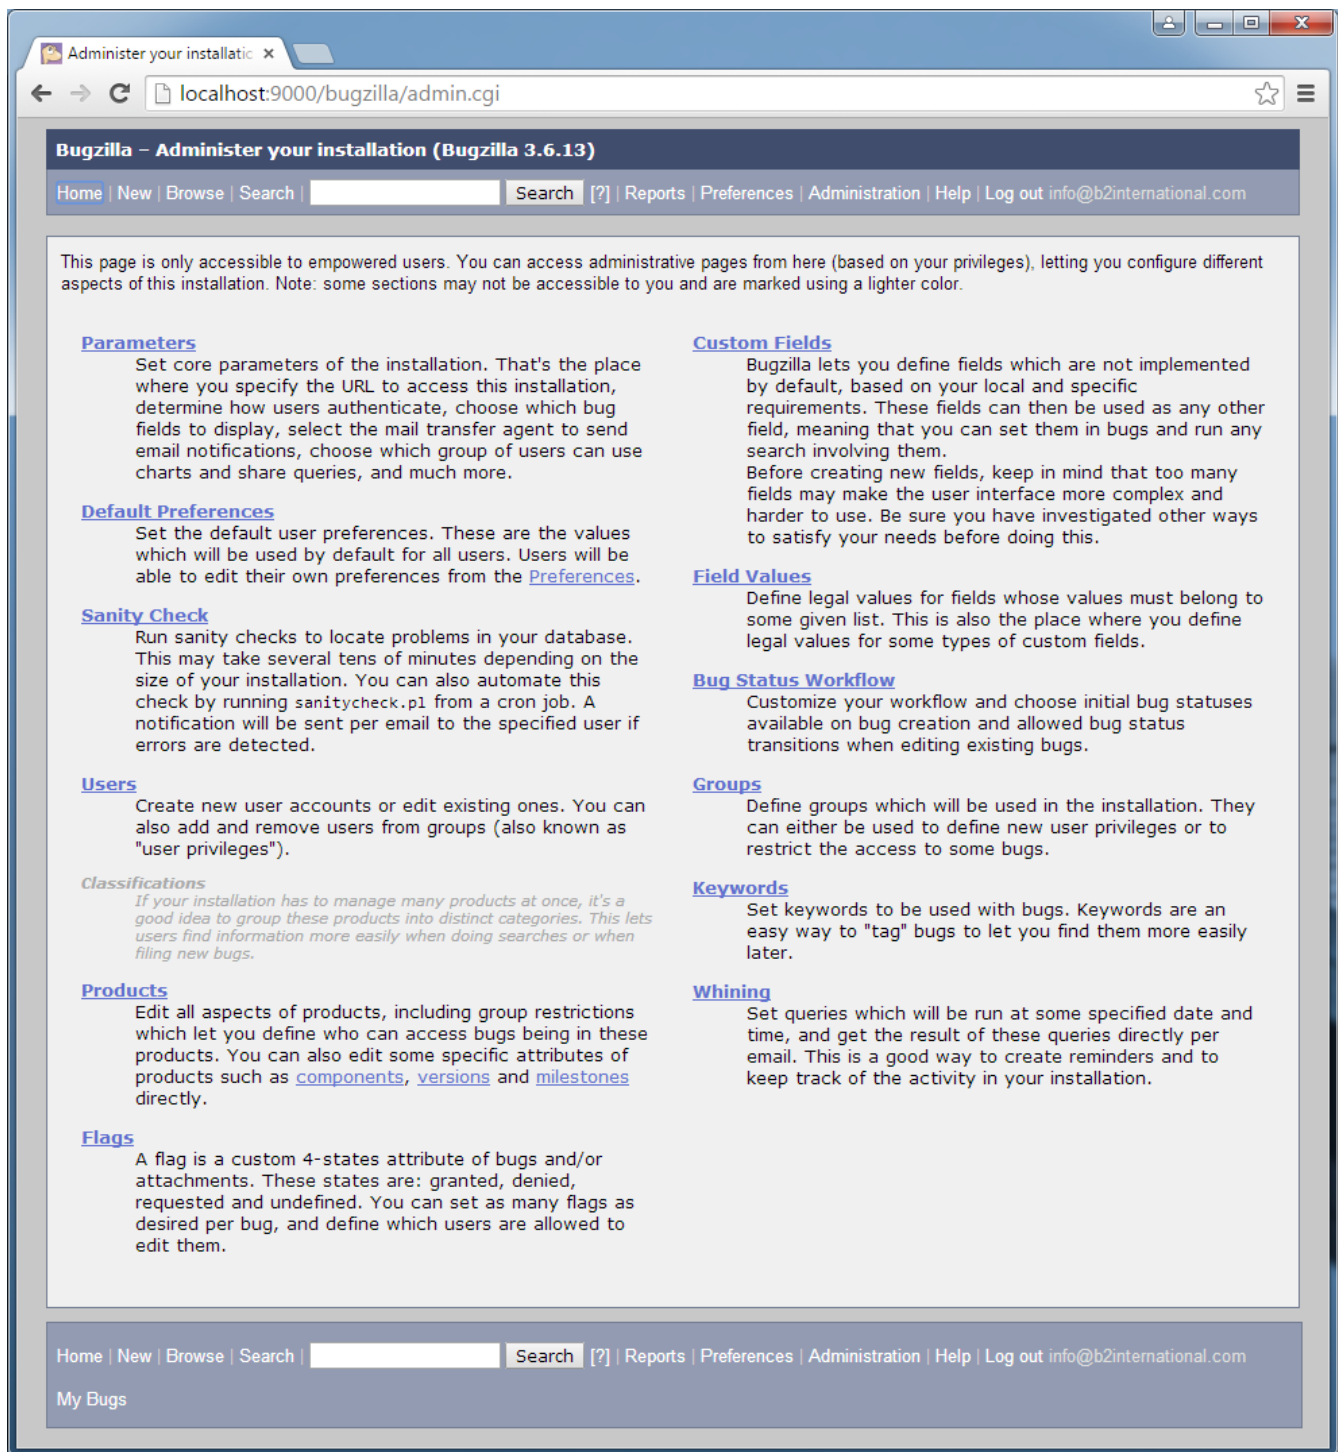 Administer your installatic
localhost:9000/bugzilla/admin.cgi
Bugzilla – Administer your installation (Bugzilla 3.6.13)
Home | New | Browse | Search | Search [?] | Reports | Preferences | Administration | Help | Log out info@b2international.com
This page is only accessible to empowered users. You can access administrative pages from here (based on your privileges), letting you configure different
aspects of this installation. Note: some sections may not be accessible to you and are marked using a lighter color.
Parameters
Set core parameters of the installation. That's the place
where you specify the URL to access this installation,
determine how users authenticate, choose which bug
fields to display, select the mail transfer agent to send
email notifications, choose which group of users can use
charts and share queries, and much more.
Default Preferences
Set the default user preferences. These are the values
which will be used by default for all users. Users will be
able to edit their own preferences from the Preferences.
Sanity Check
Run sanity checks to locate problems in your database.
This may take several tens of minutes depending on the
size of your installation. You can also automate this
check by running sanitycheck.pl from a cron job. A
notification will be sent per email to the specified user if
errors are detected.
Users
Create new user accounts or edit existing ones. You can
also add and remove users from groups (also known as
"user privileges").
Classifications
If your installation has to manage many products at once, it's a
good idea to group these products into distinct categories. This lets
users find information more easily when doing searches or when
filing new bugs.
Products
Edit all aspects of products, including group restrictions
which let you define who can access bugs being in these
products. You can also edit some specific attributes of
products such as components, versions and milestones
directly.
Flags
A flag is a custom 4-states attribute of bugs and/or
attachments. These states are: granted, denied,
requested and undefined. You can set as many flags as
desired per bug, and define which users are allowed to
edit them.
Custom Fields
Bugzilla lets you define fields which are not implemented
by default, based on your local and specific
requirements. These fields can then be used as any other
field, meaning that you can set them in bugs and run any
search involving them.
Before creating new fields, keep in mind that too many
fields may make the user interface more complex and
harder to use. Be sure you have investigated other ways
to satisfy your needs before doing this.
Field Values
Define legal values for fields whose values must belong to
some given list. This is also the place where you define
legal values for some types of custom fields.
Bug Status Workflow
Customize your workflow and choose initial bug statuses
available on bug creation and allowed bug status
transitions when editing existing bugs.
Groups
Define groups which will be used in the installation. They
can either be used to define new user privileges or to
restrict the access to some bugs.
Keywords
Set keywords to be used with bugs. Keywords are an
easy way to "tag" bugs to let you find them more easily
later.
Whining
Set queries which will be run at some specified date and
time, and get the result of these queries directly per
email. This is a good way to create reminders and to
keep track of the activity in your installation.
Home | New | Browse | Search | Search [?] | Reports | Preferences | Administration | Help | Log out info@b2international.com
My Bugs